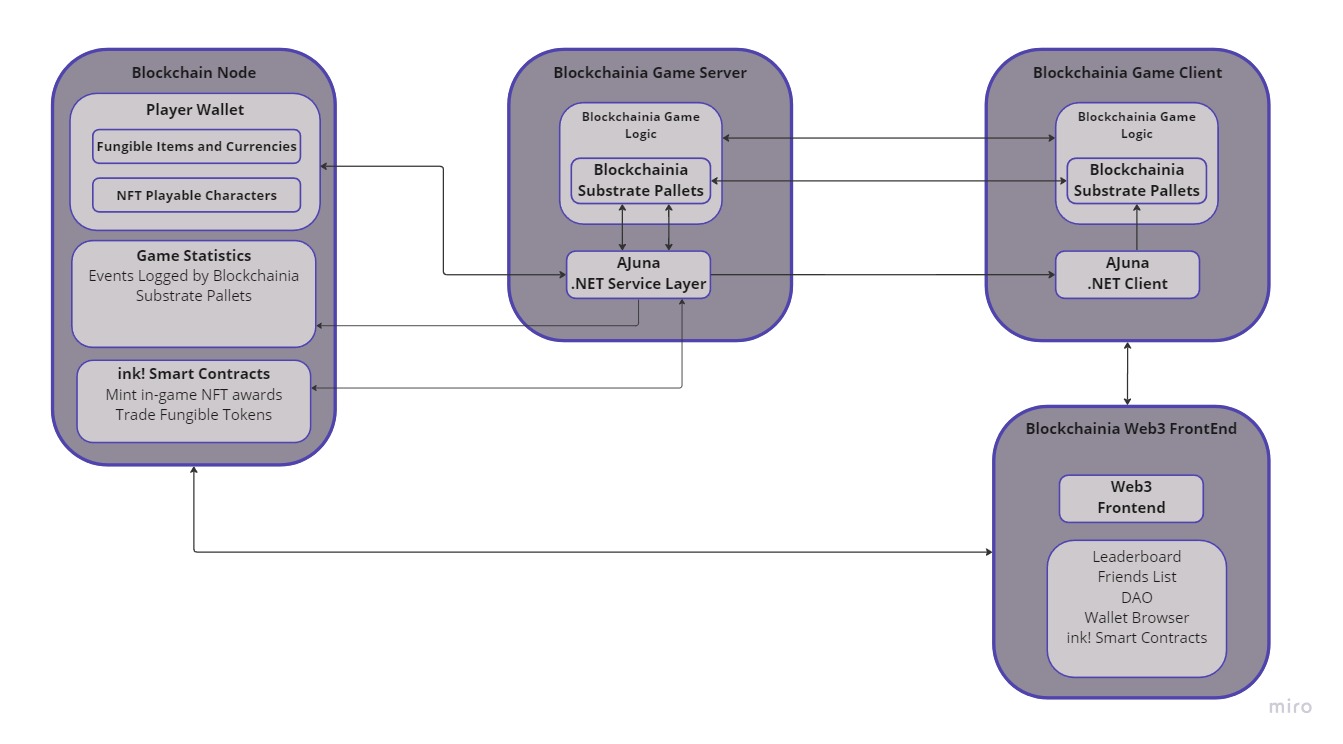 Blockchain Node
Player Wallet
Fungible Items and Currencies
NFT Playable Characters
Game Statistics
Events Logged by Blockchainia
Substrate Pallets
ink! Smart Contracts
Mint in-game NFT awards
Trade Fungible Tokens
Blockchainia Game Server
Blockchainia Game
Logic
Blockchainia
Substrate Pallets
AJuna
.NET Service Layer
Blockchainia Game Client
Blockchainia Game
Logic
Blockchainia
Substrate Pallets
AJuna
.NET Client
Blockchainia Web3 FrontEnd
Web3
Frontend
Leaderboard
Friends List
DAO
Wallet Browser
ink! Smart Contracts
miro